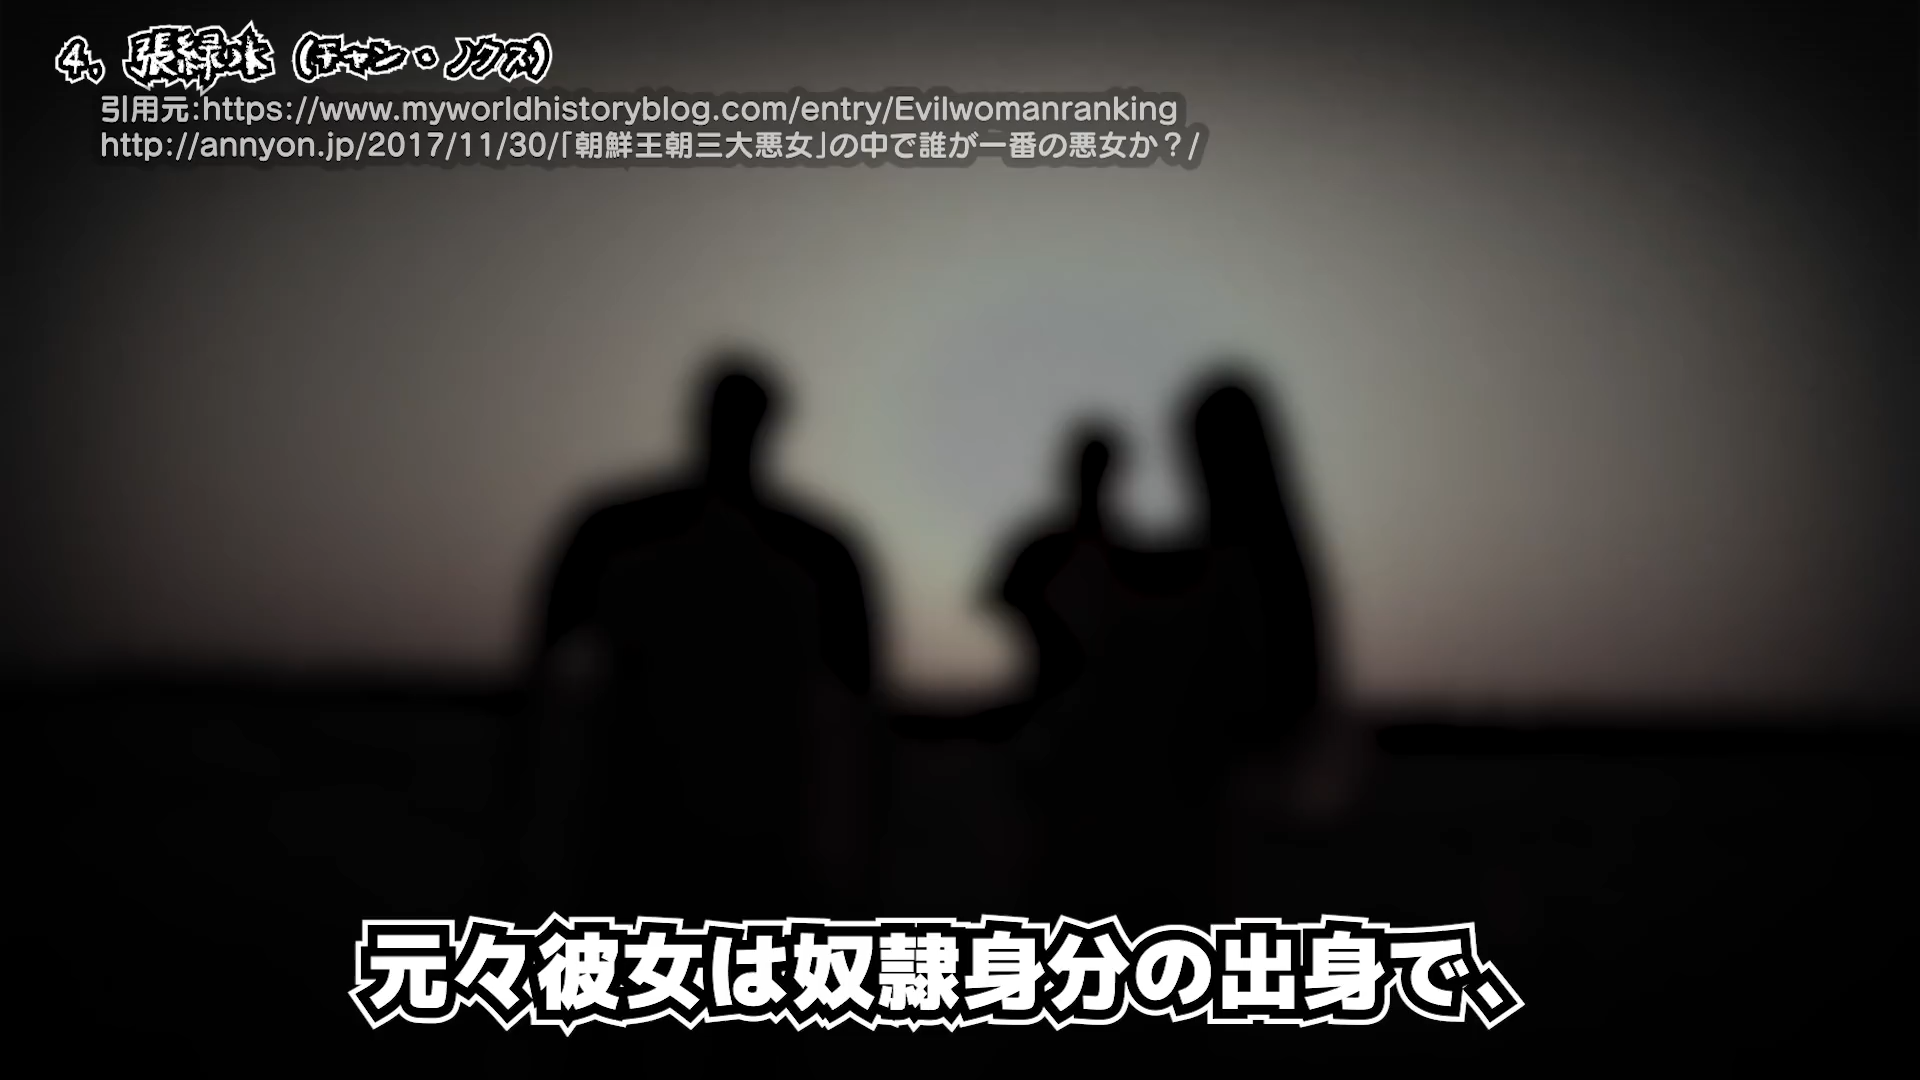 4、張緑水（チャン・ノクス）
引用元:https://www.myworldhistoryblog.com/entry/Evilwomanranking
http://annyon.jp/2017/11/30/「朝鮮王朝三大悪女」の中で誰が一番の悪女か？/
元々彼女は奴隷身分の出身で、